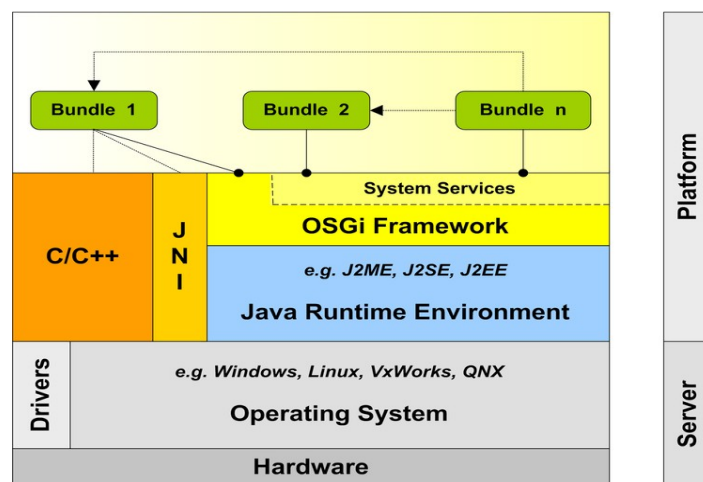 Bundle 1
Bundle 2
Bundle n
System Services
OSGi Framework
C/C++
J
N
I
e.g. J2ME, J2SE, J2EE
Java Runtime Environment
Drivers
e.g. Windows, Linux, VxWorks, QNX
Operating System
Hardware
Platform
Server